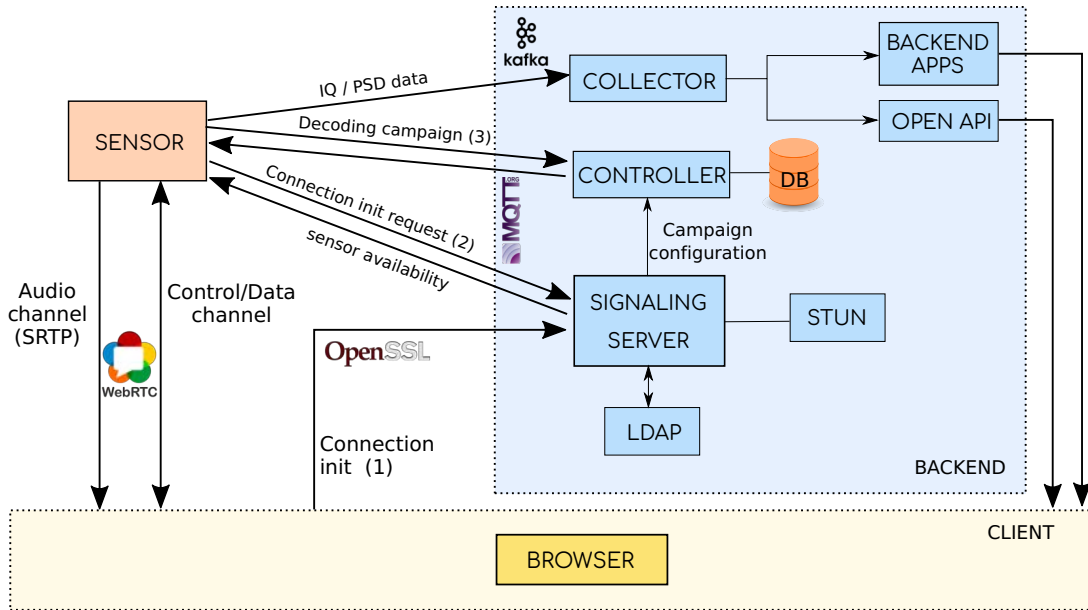 kafka
BACKEND
APPS
COLLECTOR
OPEN API
IQ / PSD data
SENSOR
Decoding campaign (3)
CONTROLLER
DB
MQTT
.ORG
Connection init request (2)
sensor availability
Campaign
configuration
SIGNALING
SERVER
STUN
Audio
channel
(SRTP)
Control/Data
channel
WebRTC
OpenSSL
LDAP
Connection
init (1)
BACKEND
CLIENT
BROWSER